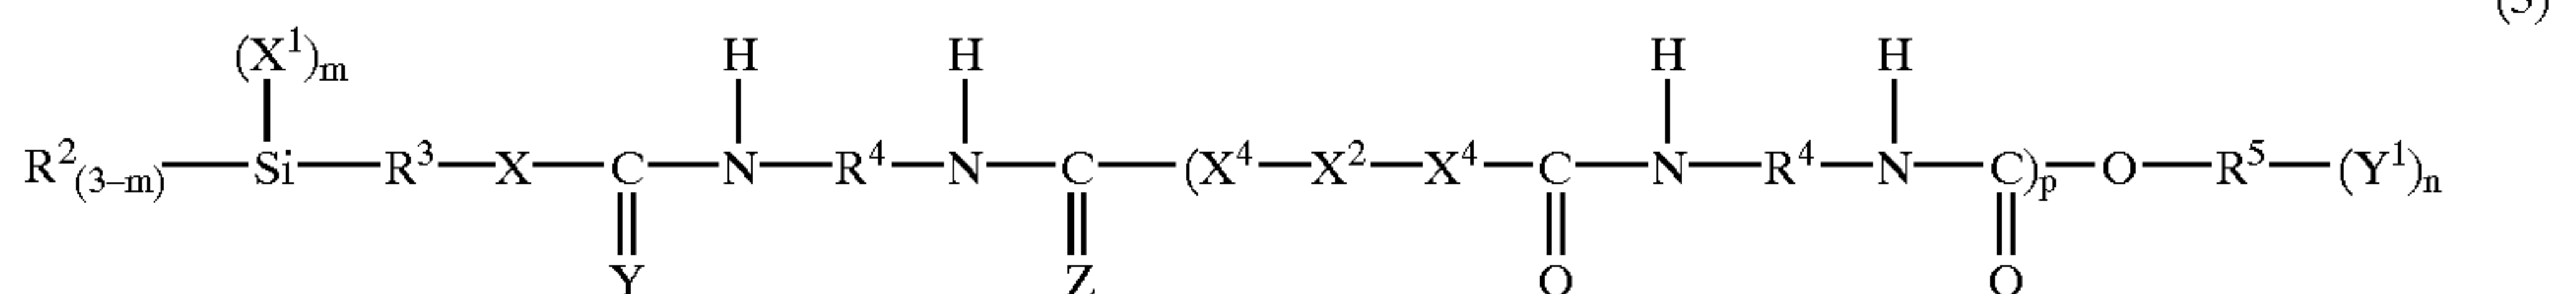 (3)
(X¹)m H H H H
R²(3–m)—Si—R³—X—C—N—R⁴—N—C—(X⁴—X²—X⁴—C—N—R⁴—N—C)p—O—R⁵—(Y¹)n
Y Z O O